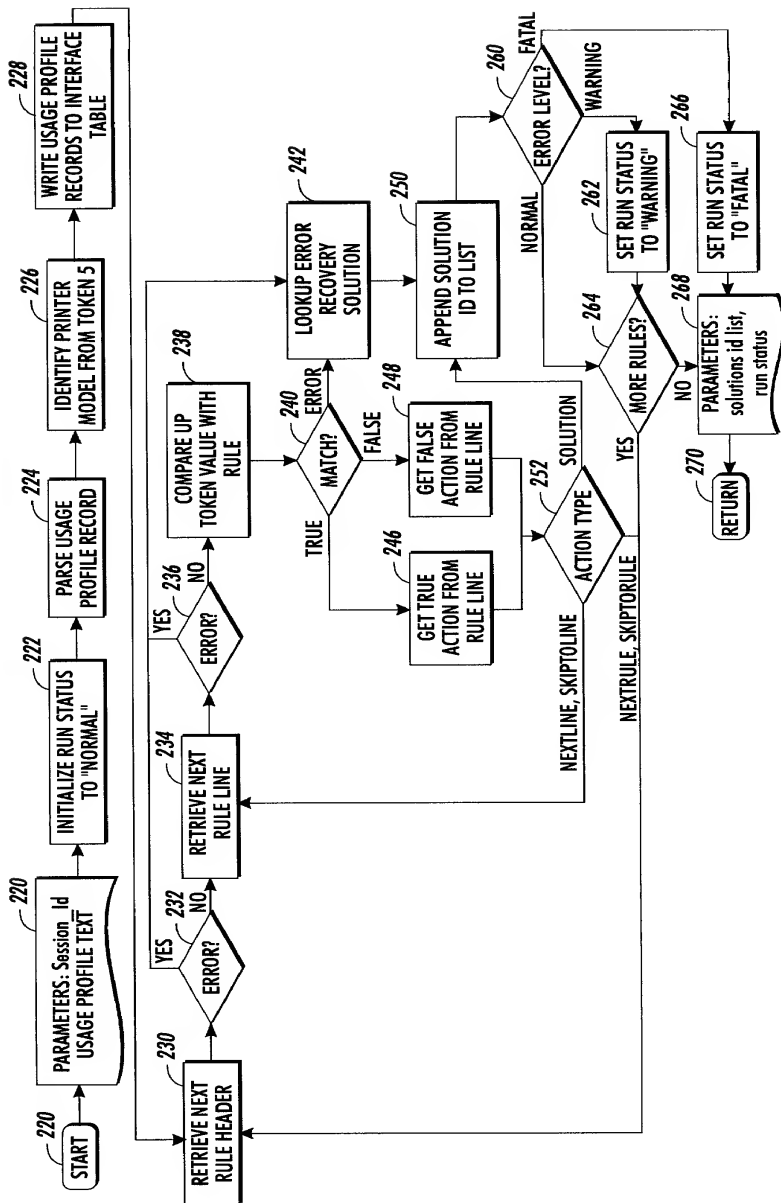 220
START
220
PARAMETERS: Session_Id
USAGE PROFILE TEXT
222
INITIALIZE RUN STATUS
TO "NORMAL"
224
PARSE USAGE
PROFILE RECORD
226
IDENTIFY PRINTER
MODEL FROM TOKEN 5
228
WRITE USAGE PROFILE
RECORDS TO INTERFACE
TABLE
230
RETRIEVE NEXT
RULE HEADER
232
ERROR?
YES
NO
234
RETRIEVE NEXT
RULE LINE
236
ERROR?
YES
NO
238
COMPARE UP
TOKEN VALUE WITH
RULE
240
MATCH?
TRUE
ERROR
FALSE
242
LOOKUP ERROR
RECOVERY
SOLUTION
246
GET TRUE
ACTION FROM
RULE LINE
248
GET FALSE
ACTION FROM
RULE LINE
250
APPEND SOLUTION
ID TO LIST
252
ACTION TYPE
SOLUTION
NEXTLINE, SKIPTOLINE
NEXTRULE, SKIPTORULE
260
ERROR LEVEL?
NORMAL
WARNING
FATAL
262
SET RUN STATUS
TO "WARNING"
264
MORE RULES?
YES
NO
266
SET RUN STATUS
TO "FATAL"
268
PARAMETERS:
solutions id list,
run status
270
RETURN